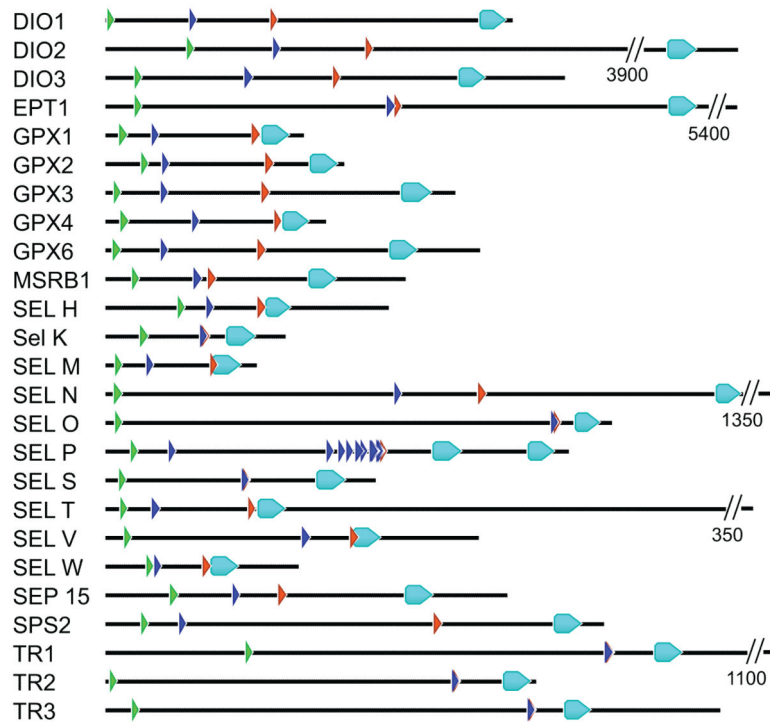 DIO1
DIO2
3900
DIO3
EPT1
5400
GPX1
GPX2
GPX3
GPX4
GPX6
MSRB1
SEL H
Sel K
SEL M
SEL N
1350
SEL O
SEL P
SEL S
SEL T
350
SEL V
SEL W
SEP 15
SPS2
TR1
1100
TR2
TR3